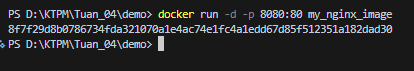 PS D:\KTPM\Tuan_04\demo> docker run -d -p 8080:80 my_nginx_image
8f7f29d8b0786734fda321070a1e4ac74e1fc4a1edd67d85f512351a182dad30
PS D:\KTPM\Tuan_04\demo>